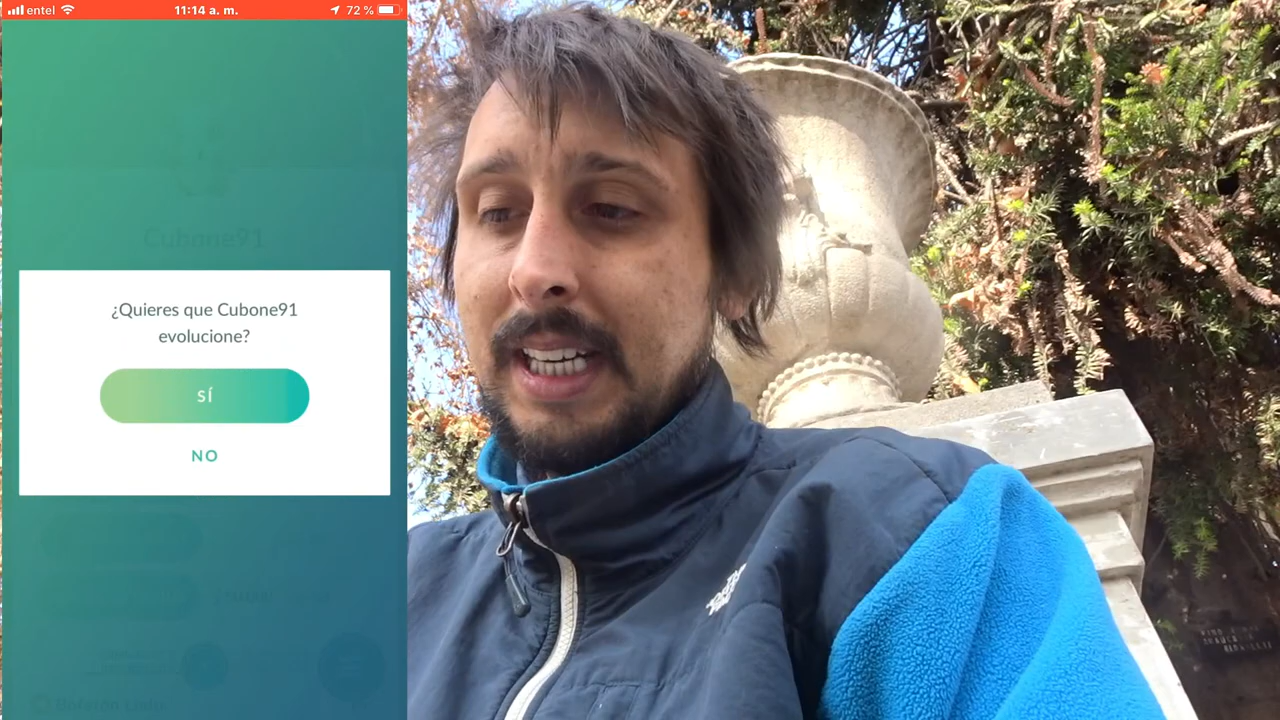 entel
11:14 a. m.
72 %
Cubone91
¿Quieres que Cubone91
evolucione?
SÍ
NO